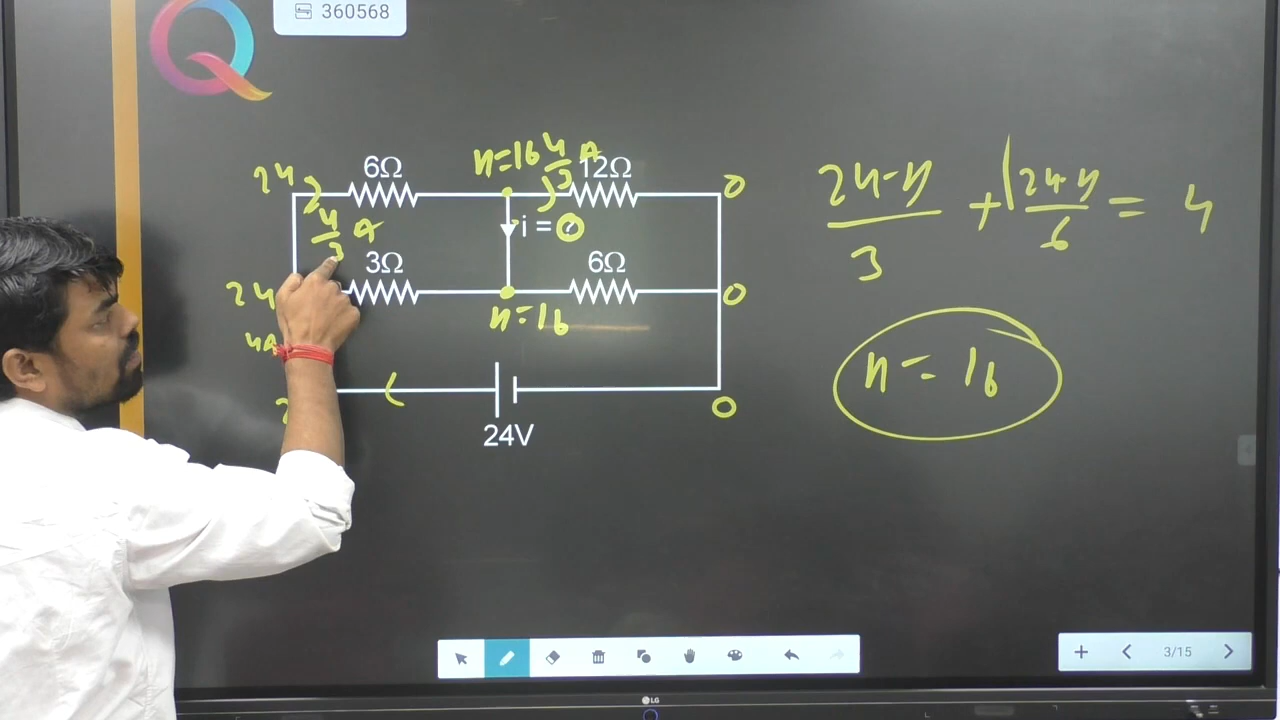 360568
24
6Ω
n=16
4/3 A
12Ω
0
4/3 A
i = 0
24
3Ω
6Ω
0
n=16
4A
0
24V
24-n/3 + 24-n/6 = 4
n = 16
3/15
LG